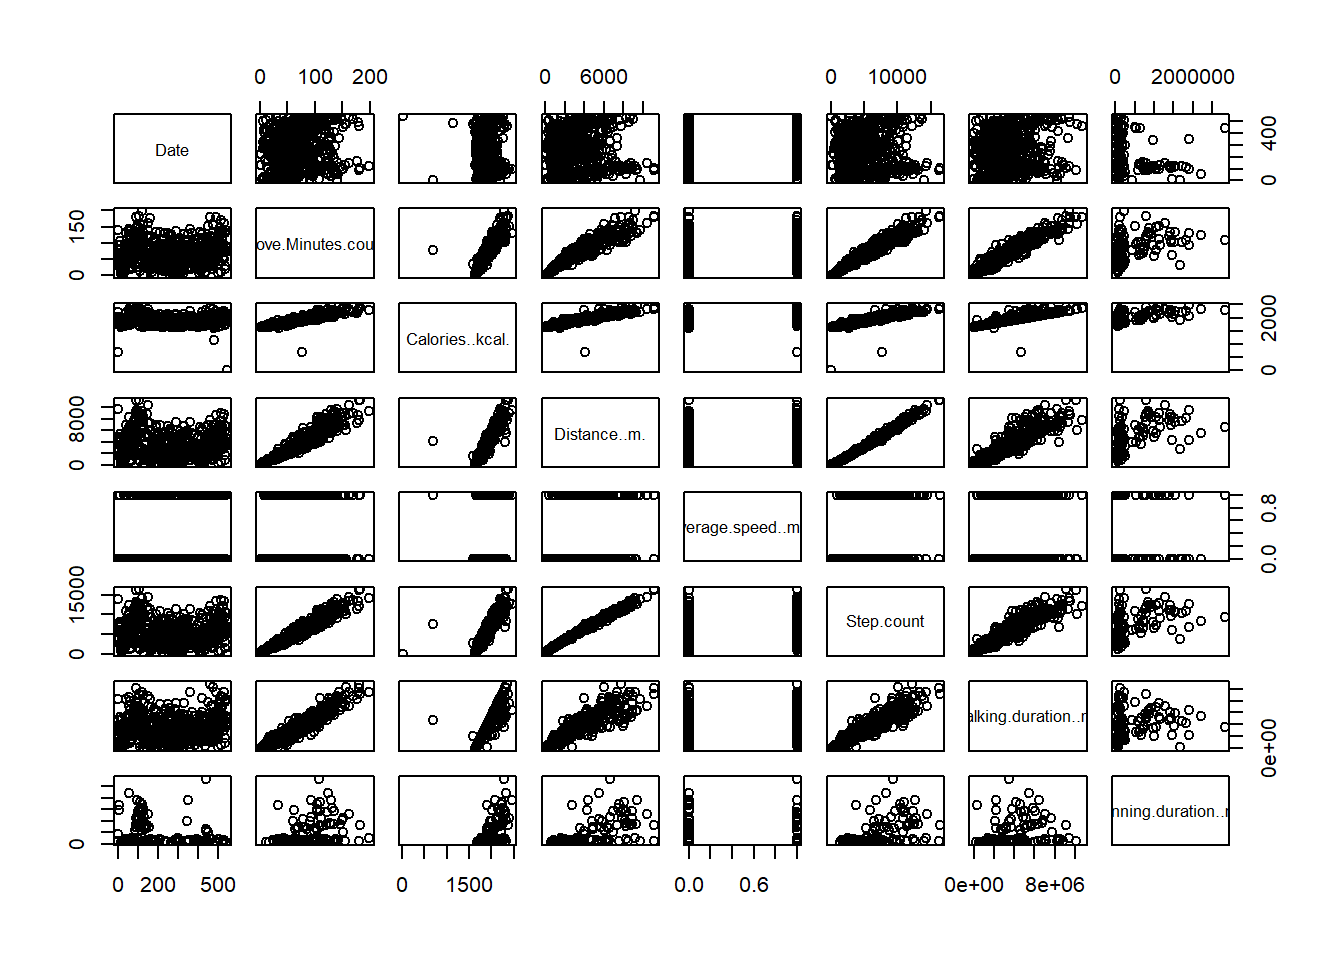 0 100 200 0 6000 0 10000 0 2000000
Date
0 400
0 150
ove.Minutes.cou
Calories..kcal.
0 2000
0 8000
Distance..m.
verage.speed..m
0.0 0.8
0 15000
Step.count
alking.duration..n
0e+00
0
nning.duration..r
0 200 500 0 1500 0.0 0.6 0e+00 8e+06